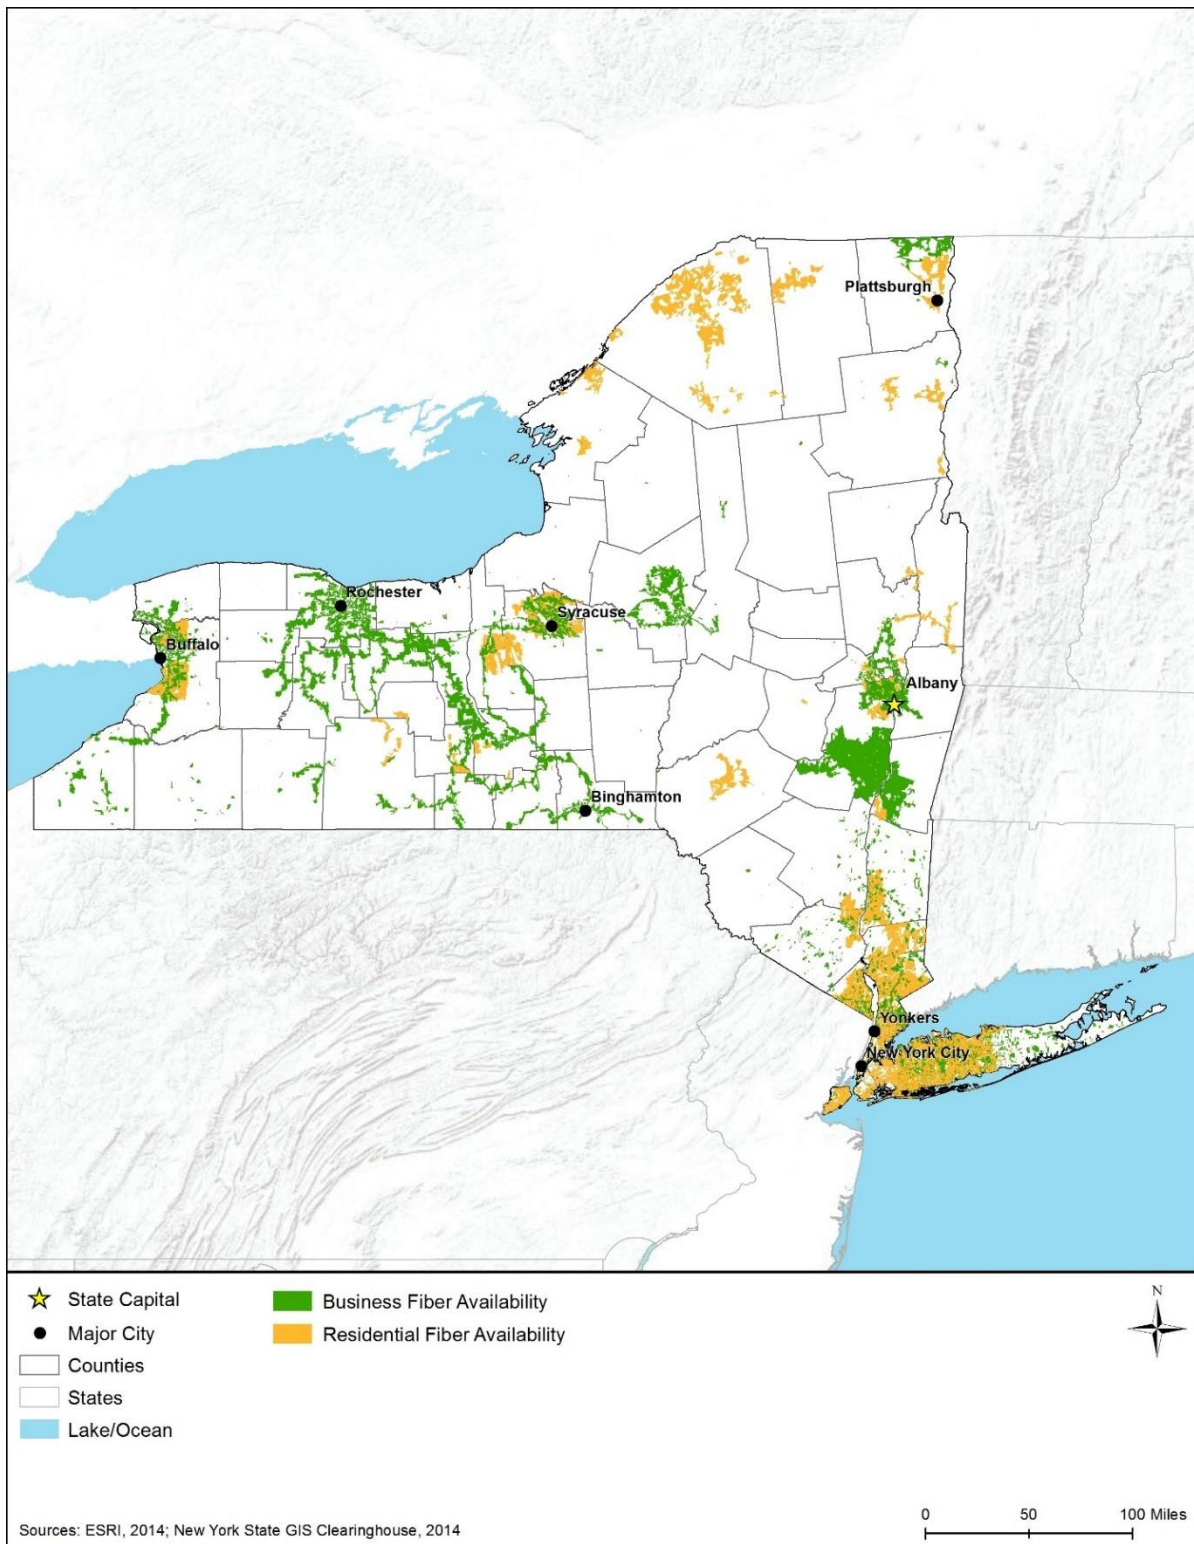 Plattsburgh
Rochester
Syracuse
Buffalo
Albany
Binghamton
Yonkers
New York City
State Capital
Major City
Counties
States
Lake/Ocean
Business Fiber Availability
Residential Fiber Availability
N
0 50 100 Miles
Sources: ESRI, 2014; New York State GIS Clearinghouse, 2014